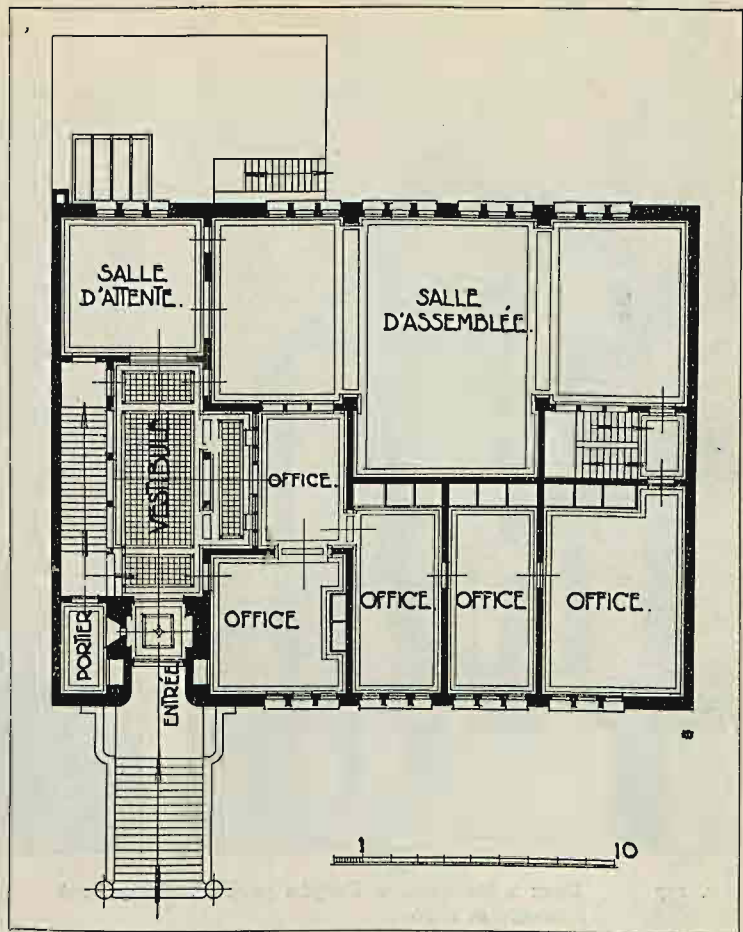 SALLE
D'ATTENTE.
SALLE
D'ASSEMBLÉE.
VESTIBULE
OFFICE.
OFFICE
OFFICE.
OFFICE
OFFICE.
PORTIER
ENTRÉE
1
10